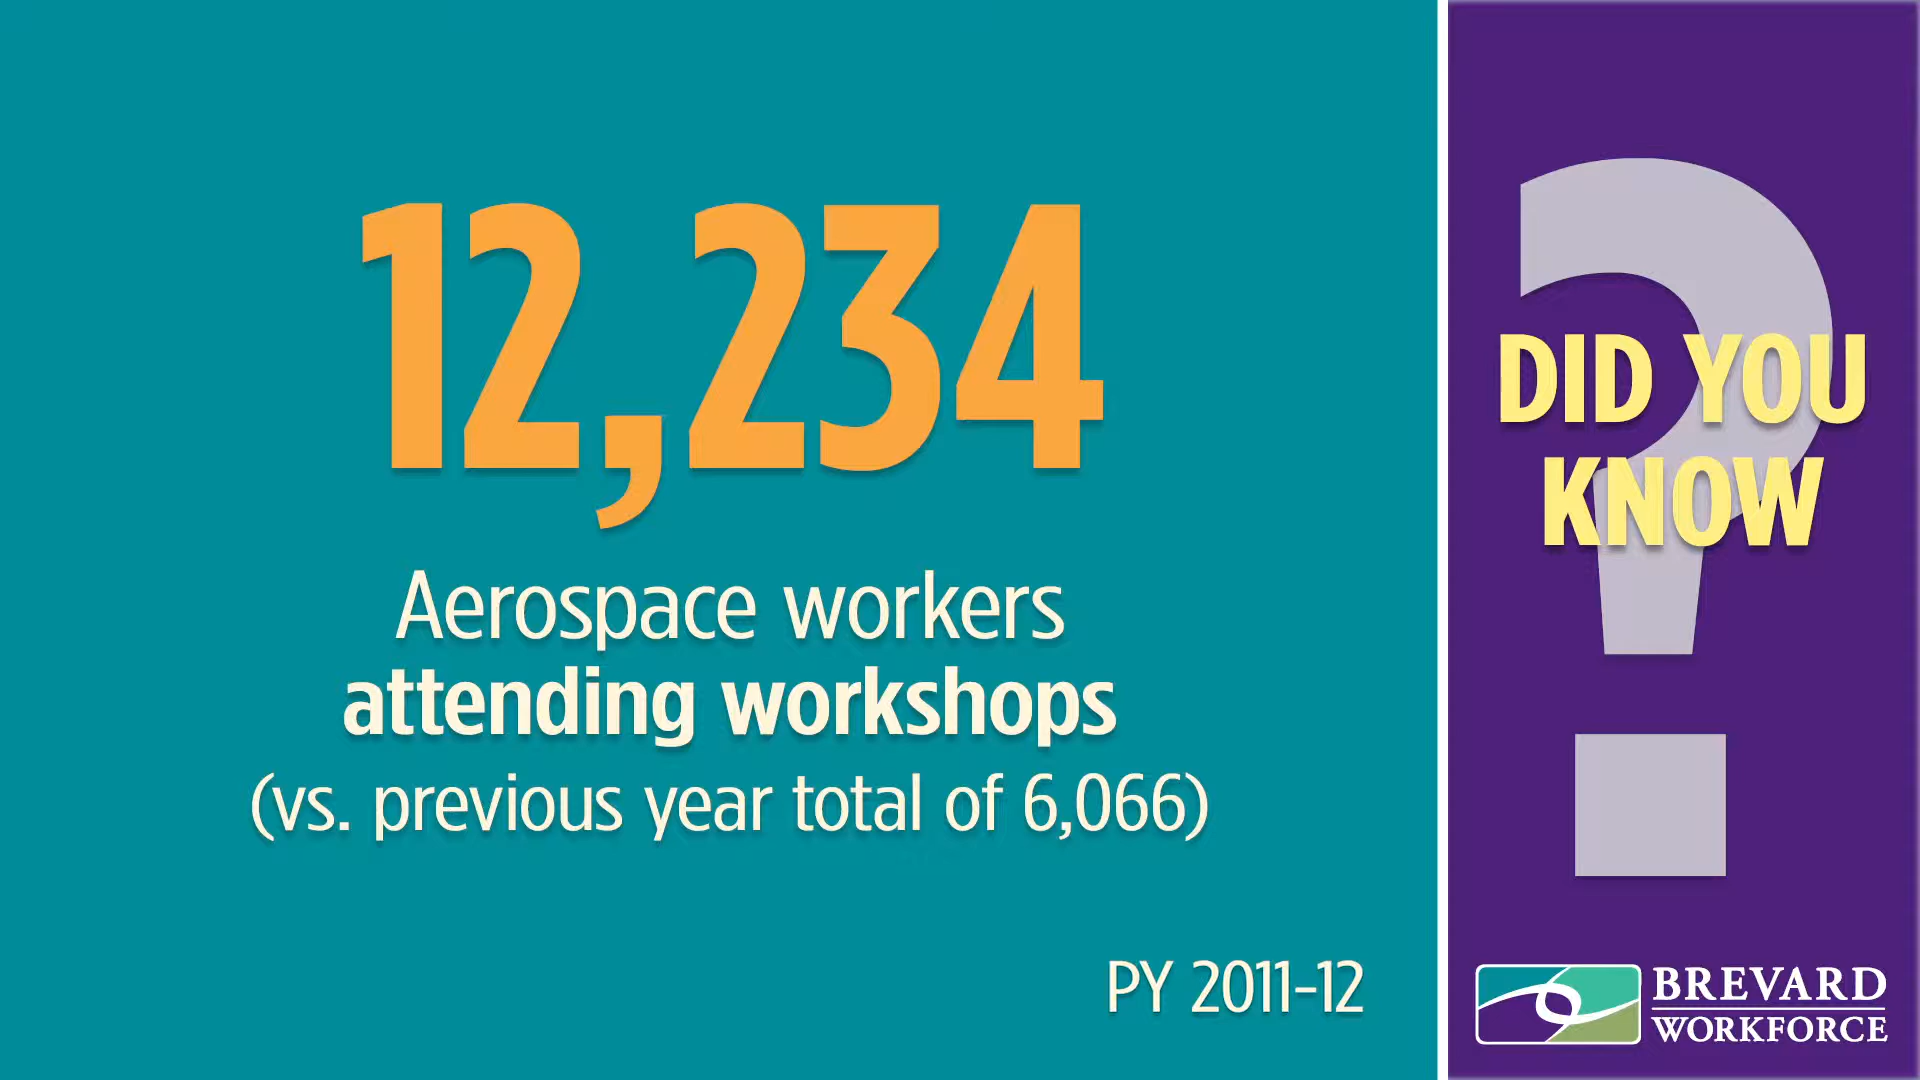 12,234
Aerospace workers
attending workshops
(vs. previous year total of 6,066)
PY 2011-12
?
DID YOU
KNOW
BREVARD
WORKFORCE